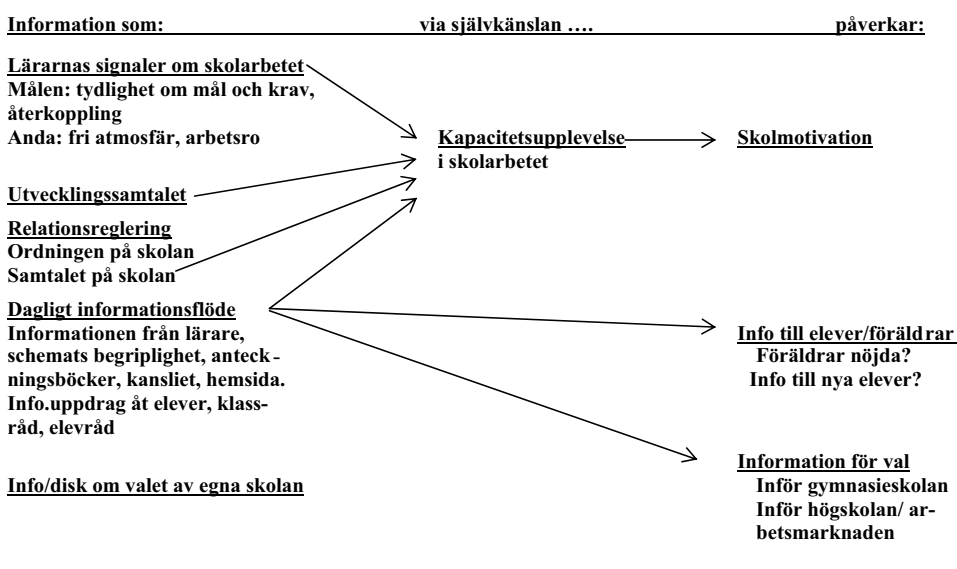 Information som: via självkänslan …. påverkar:
Lärarnas signaler om skolarbetet
Målen: tydlighet om mål och krav,
återkoppling
Anda: fri atmosfär, arbetsro
Kapacitetsupplevelse
i skolarbetet
Skolmotivation
Utvecklingssamtalet
Relationsreglering
Ordningen på skolan
Samtalet på skolan
Dagligt informationsflöde
Informationen från lärare,
schemats begriplighet, anteck-
ningsböcker, kansliet, hemsida.
Info.uppdrag åt elever, klass-
råd, elevråd
Info till elever/föräldrar
Föräldrar nöjda?
Info till nya elever?
Info/disk om valet av egna skolan
Information för val
Inför gymnasieskolan
Inför högskolan/ ar-
betsmarknaden